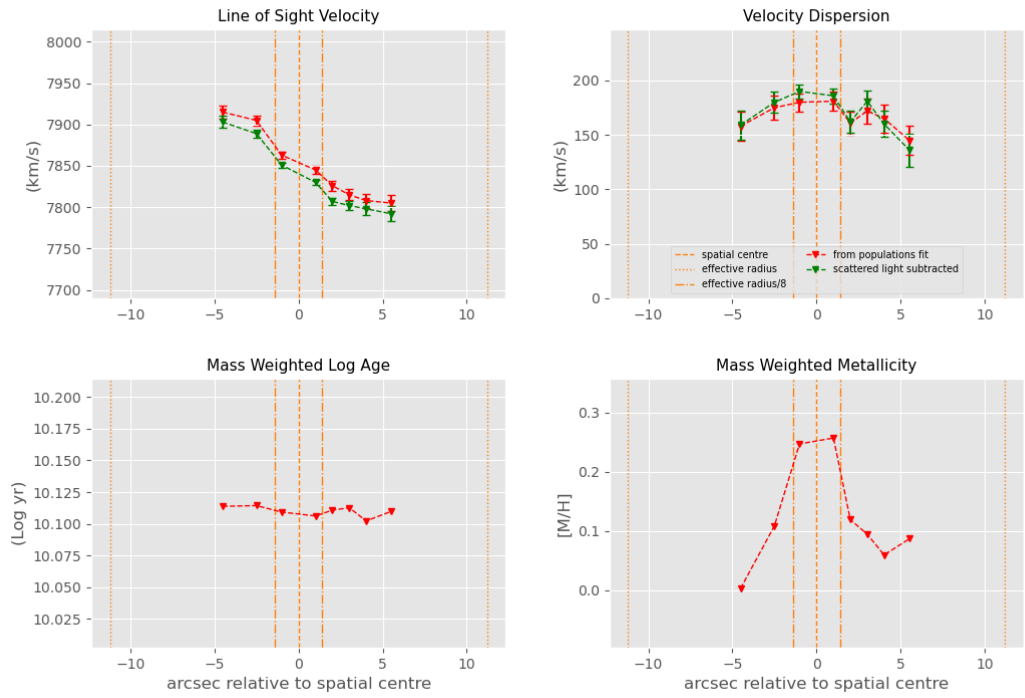 Line of Sight Velocity
(km/s)
8000
7950
7900
7850
7800
7750
7700
−10
−5
0
5
10
Velocity Dispersion
(km/s)
200
150
100
50
0
−10
−5
0
5
10
spatial centre
effective radius
effective radius/8
from populations fit
scattered light subtracted
Mass Weighted Log Age
(Log yr)
10.200
10.175
10.150
10.125
10.100
10.075
10.050
10.025
−10
−5
0
5
10
arcsec relative to spatial centre
Mass Weighted Metallicity
[M/H]
0.3
0.2
0.1
0.0
−10
−5
0
5
10
arcsec relative to spatial centre